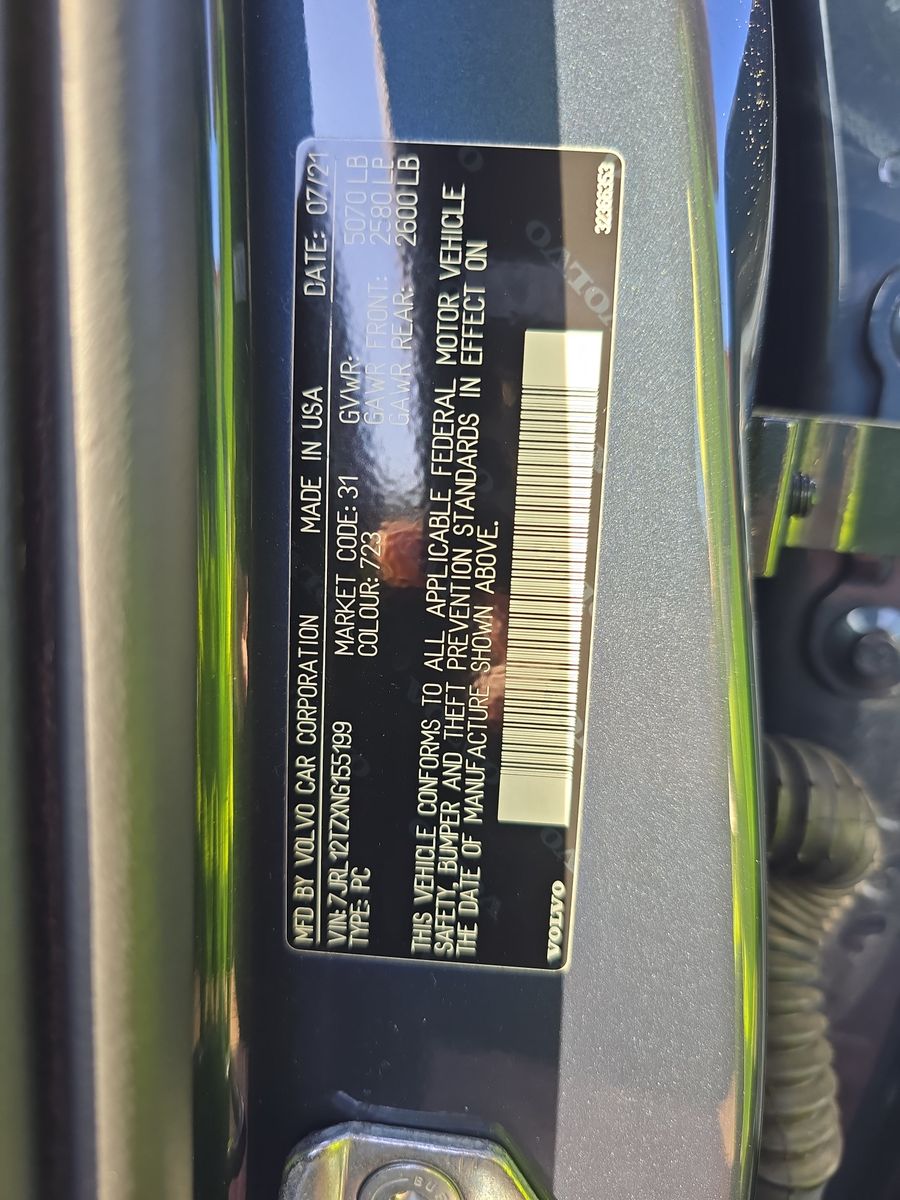 MFD BY VOLVO CAR CORPORATION MADE IN USA DATE: 07/21
VIN: 7JRL12TZXNG155199 MARKET CODE: 31 GVWR: 5070 LB
TYPE: PC COLOUR: 723 GAWR FRONT: 2580 LB
GAWR REAR: 2600 LB
THIS VEHICLE CONFORMS TO ALL APPLICABLE FEDERAL MOTOR VEHICLE
SAFETY, BUMPER AND THEFT PREVENTION STANDARDS IN EFFECT ON
THE DATE OF MANUFACTURE SHOWN ABOVE.
VOLVO
VOLVO